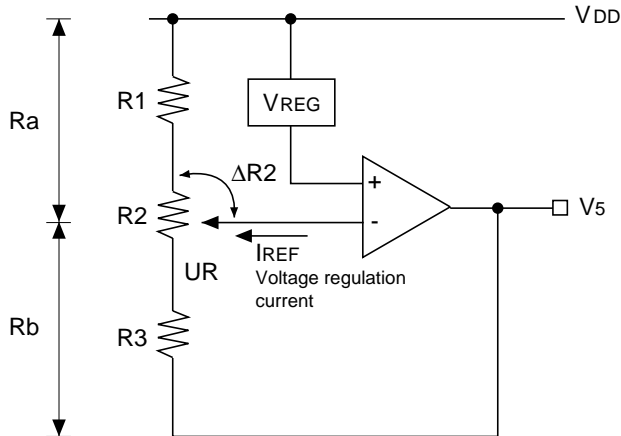 VDD
R1
VREG
Ra
ΔR2
+
R2
-
V5
IREF
UR
Voltage regulation
current
Rb
R3